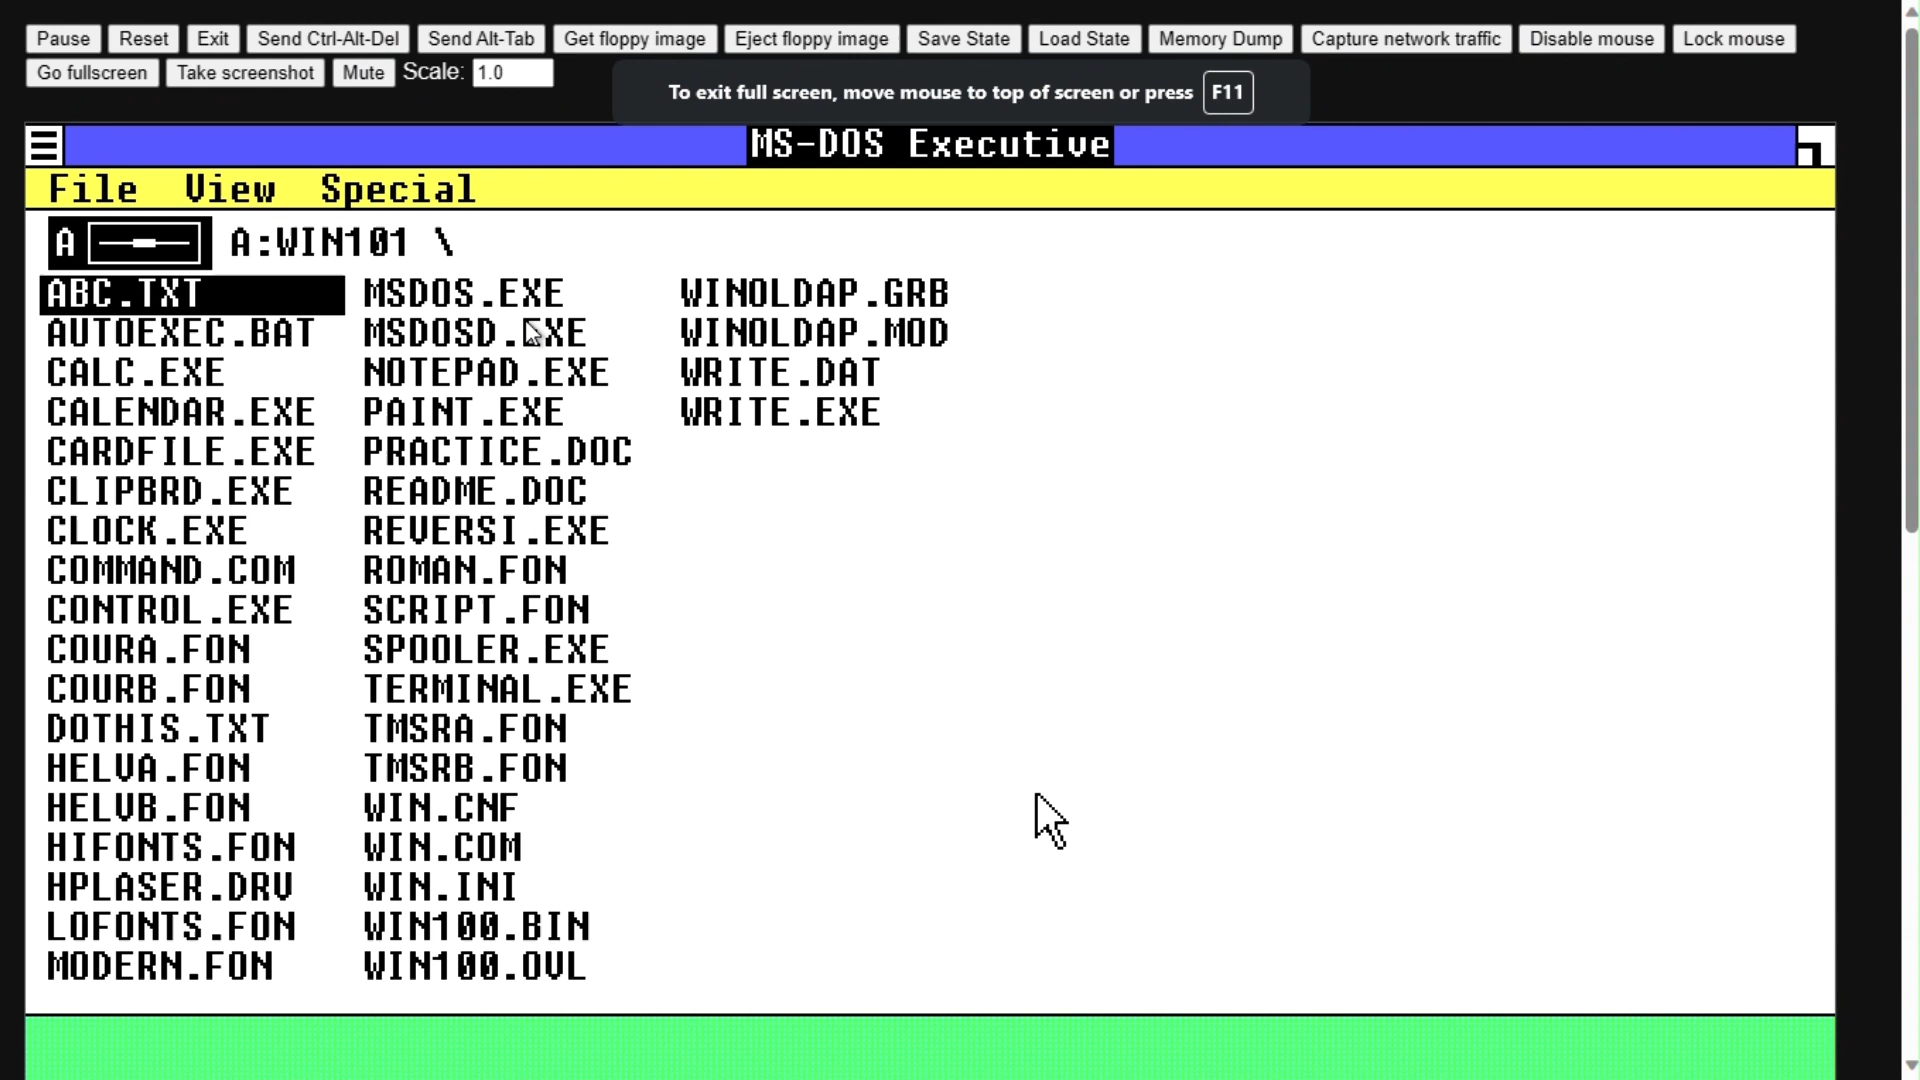 Pause Reset Exit Send Ctrl-Alt-Del Send Alt-Tab Get floppy image Eject floppy image Save State Load State Memory Dump Capture network traffic Disable mouse Lock mouse
Go fullscreen Take screenshot Mute Scale: 1.0
To exit full screen, move mouse to top of screen or press F11
MS-DOS Executive
File View Special
A A:WIN101 \
ABC.TXT MSDOS.EXE WINOLDAP.GRB
AUTOEXEC.BAT MSDOSD.EXE WINOLDAP.MOD
CALC.EXE NOTEPAD.EXE WRITE.DAT
CALENDAR.EXE PAINT.EXE WRITE.EXE
CARDFILE.EXE PRACTICE.DOC
CLIPBRD.EXE README.DOC
CLOCK.EXE REVERSI.EXE
COMMAND.COM ROMAN.FON
CONTROL.EXE SCRIPT.FON
COURA.FON SPOOLER.EXE
COURB.FON TERMINAL.EXE
DOTHIS.TXT TMSRA.FON
HELVA.FON TMSRB.FON
HELVB.FON WIN.CNF
HIFONTS.FON WIN.COM
HPLASER.DRV WIN.INI
LOFONTS.FON WIN100.BIN
MODERN.FON WIN100.OVL